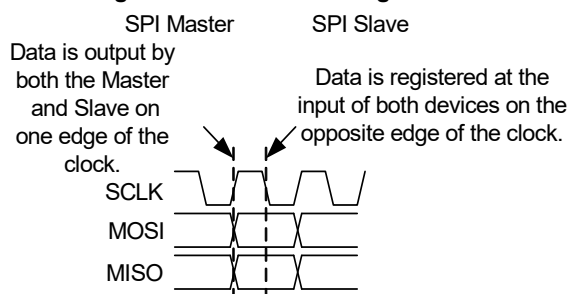 SPI Master SPI Slave
Data is output by
both the Master
and Slave on
one edge of the
clock.
Data is registered at the
input of both devices on the
opposite edge of the clock.
SCLK
MOSI
MISO